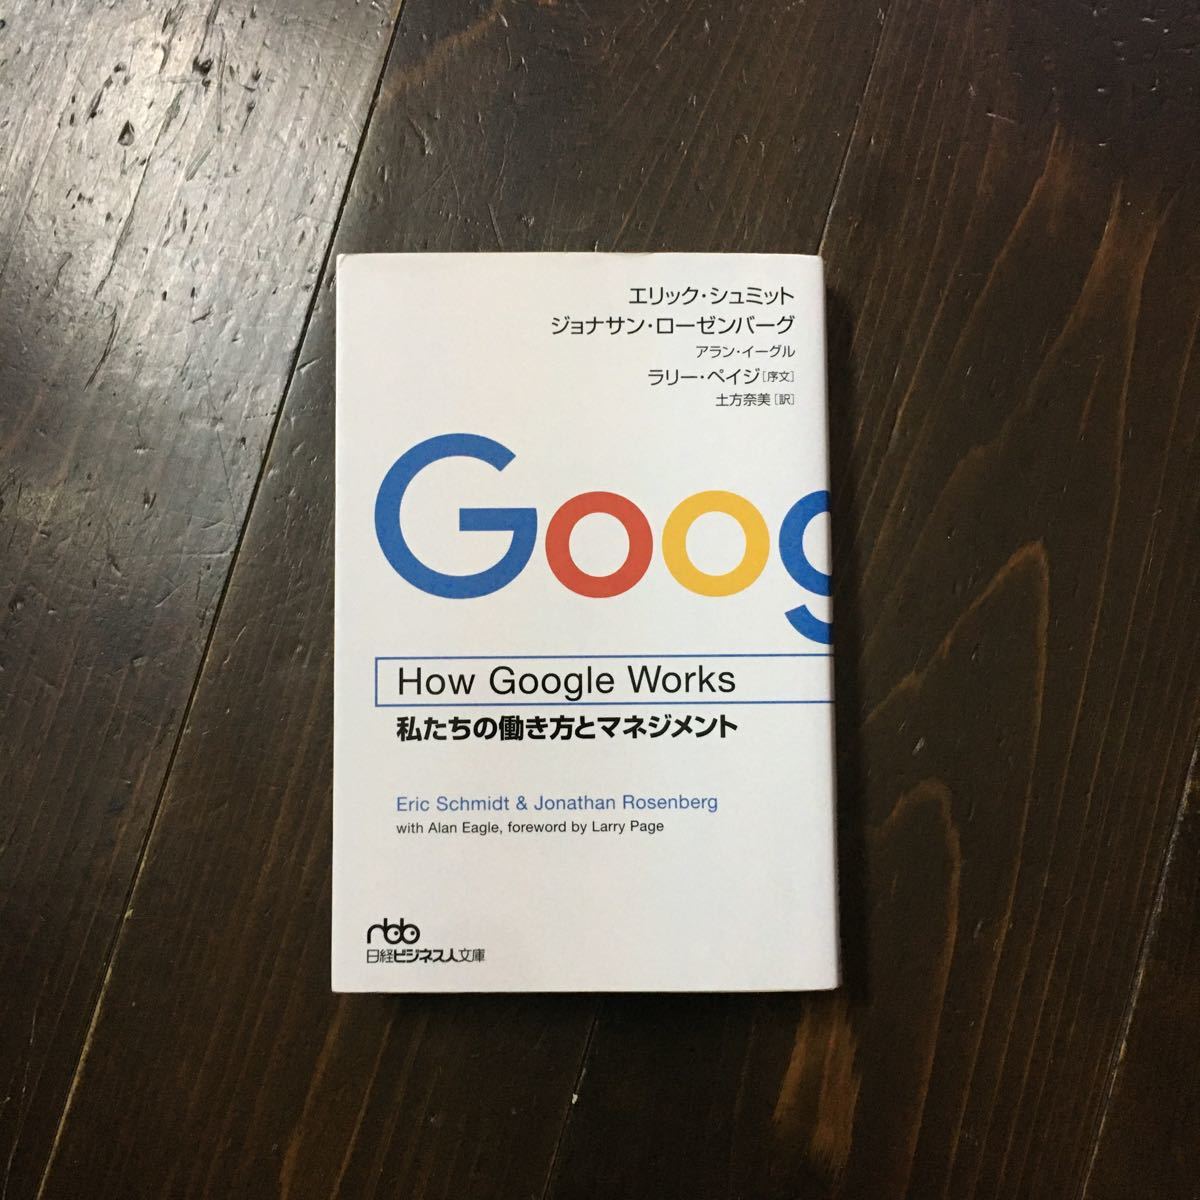 エリック・シュミット
ジョナサン・ローゼンバーグ
アラン・イーグル
ラリー・ペイジ[序文]
土方奈美[訳]
Goog
How Google Works
私たちの働き方とマネジメント
Eric Schmidt & Jonathan Rosenberg
with Alan Eagle, foreword by Larry Page
nbb
日経ビジネス人文庫